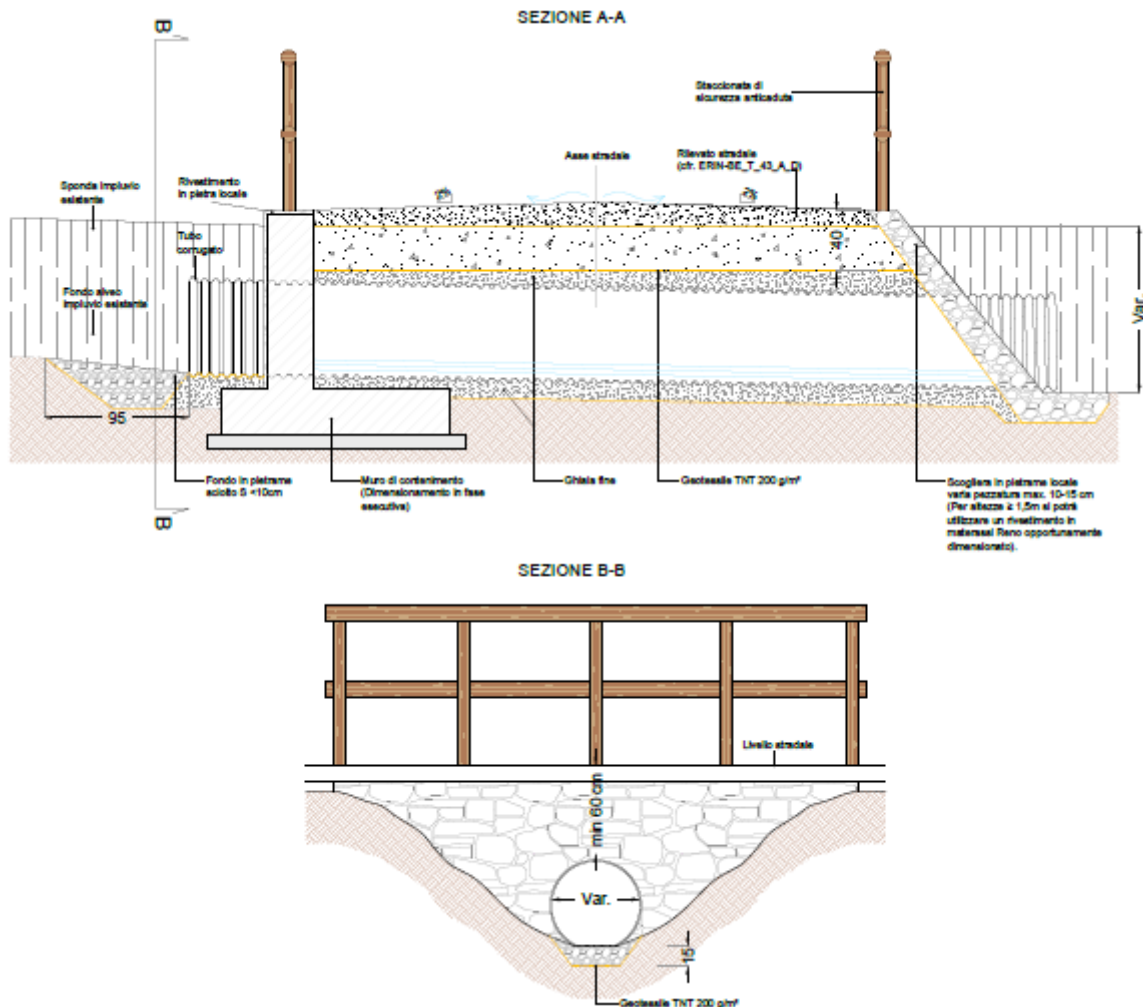 SEZIONE A-A
B
Staccionata di
sicurezza anticaduta
Asse stradale
Rilevato stradale
(cfr. ERIN-BE_T_43_A_D)
Sponda impluvio
esistente
Rivestimento
in pietra locale
Tubo
corrugato
40
Fondo alveo
impluvio esistente
Var.
95
Fondo in pietrame
sciolto S <10cm
Muro di contenimento
(Dimensionamento in fase
esecutiva)
Ghiaia fine
Geotessile TNT 200 g/m²
Scogliera in pietrame locale
varia pezzatura max. 10-15 cm
(Per altezze ≥ 1,5m si potrà
utilizzare un rivestimento in
materassi Reno opportunamente
dimensionato).
B
SEZIONE B-B
Livello stradale
min 60 cm
Var.
15
Geotessile TNT 200 g/m²